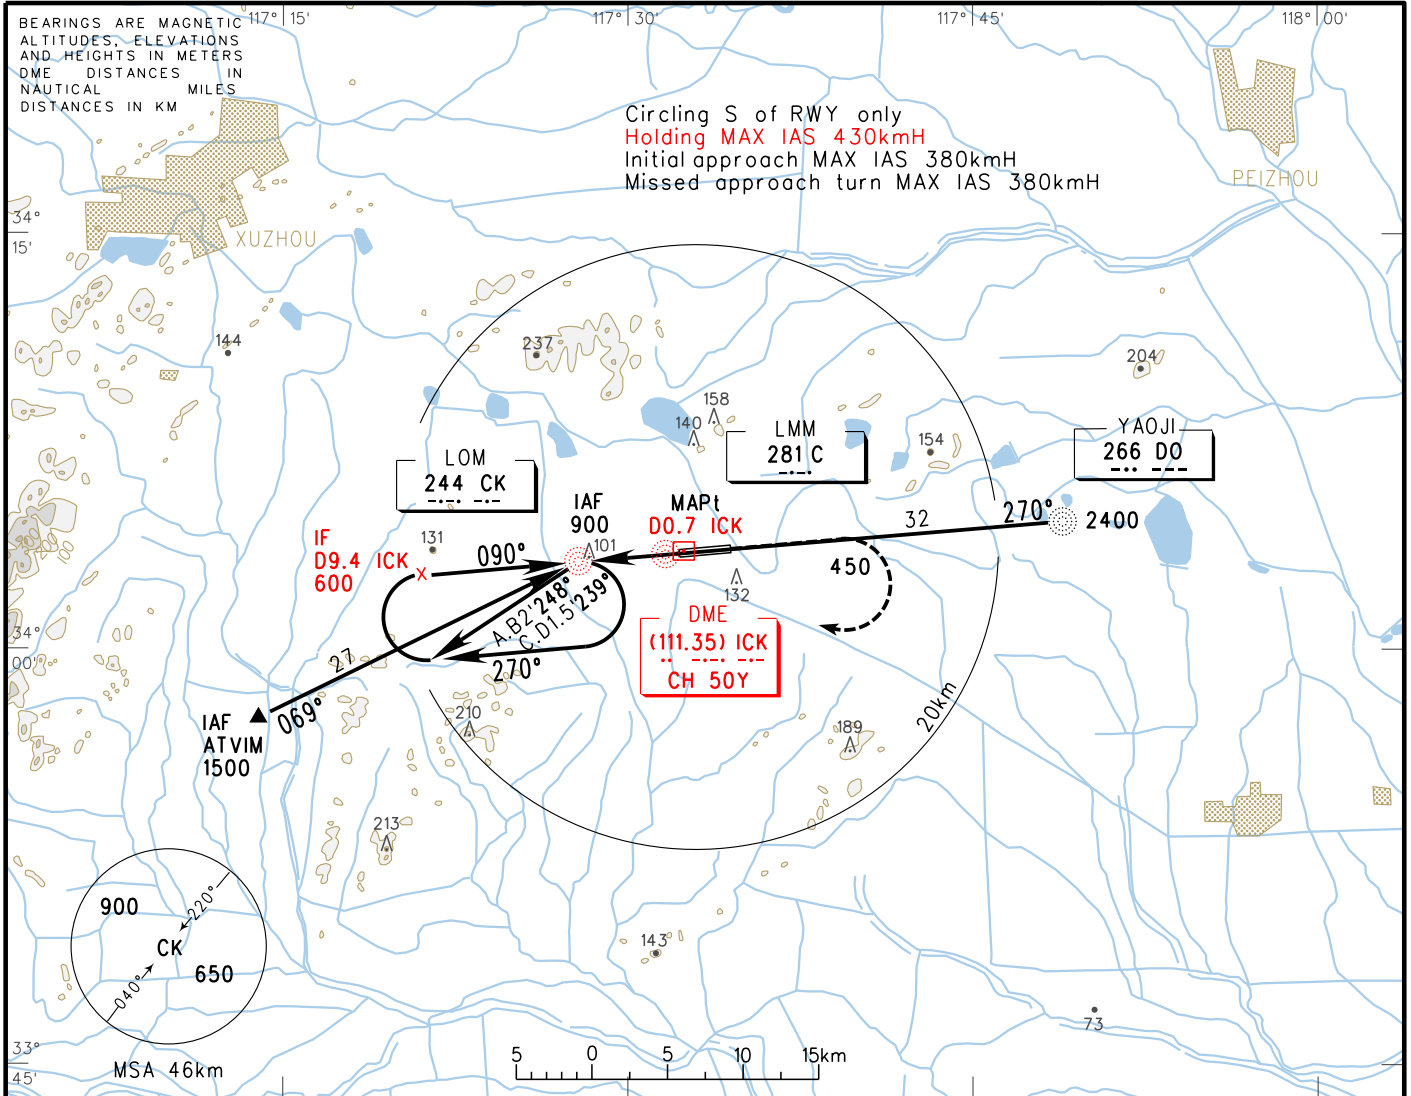 BEARINGS ARE MAGNETIC
ALTITUDES, ELEVATIONS
AND HEIGHTS IN METERS
DME DISTANCES IN
NAUTICAL MILES
DISTANCES IN KM
117° 15'
117° 30'
117° 45'
118° 00'
Circling S of RWY only
Holding MAX IAS 430kmH
Initial approach MAX IAS 380kmH
Missed approach turn MAX IAS 380kmH
PEIZHOU
34°
15'
XUZHOU
144
237
204
158
140
154
LMM
281 C
–·–·
YAOJI
266 DO
–·· –––
LOM
244 CK
–·–· –·–
IAF
900
MAPt
D0.7 ICK
32
270°
2400
IF
D9.4 ICK
600
131
090°
101
450
132
A.B2' 248°
C.D1.5' 239°
DME
(111.35) ICK
·· –·–· –·–
CH 50Y
34°
00'
27
270°
069°
IAF
ATVIM
1500
210
189
20km
213
900
220°
CK
650
040°
MSA 46km
143
73
33°
45'
5 0 5 10 15km